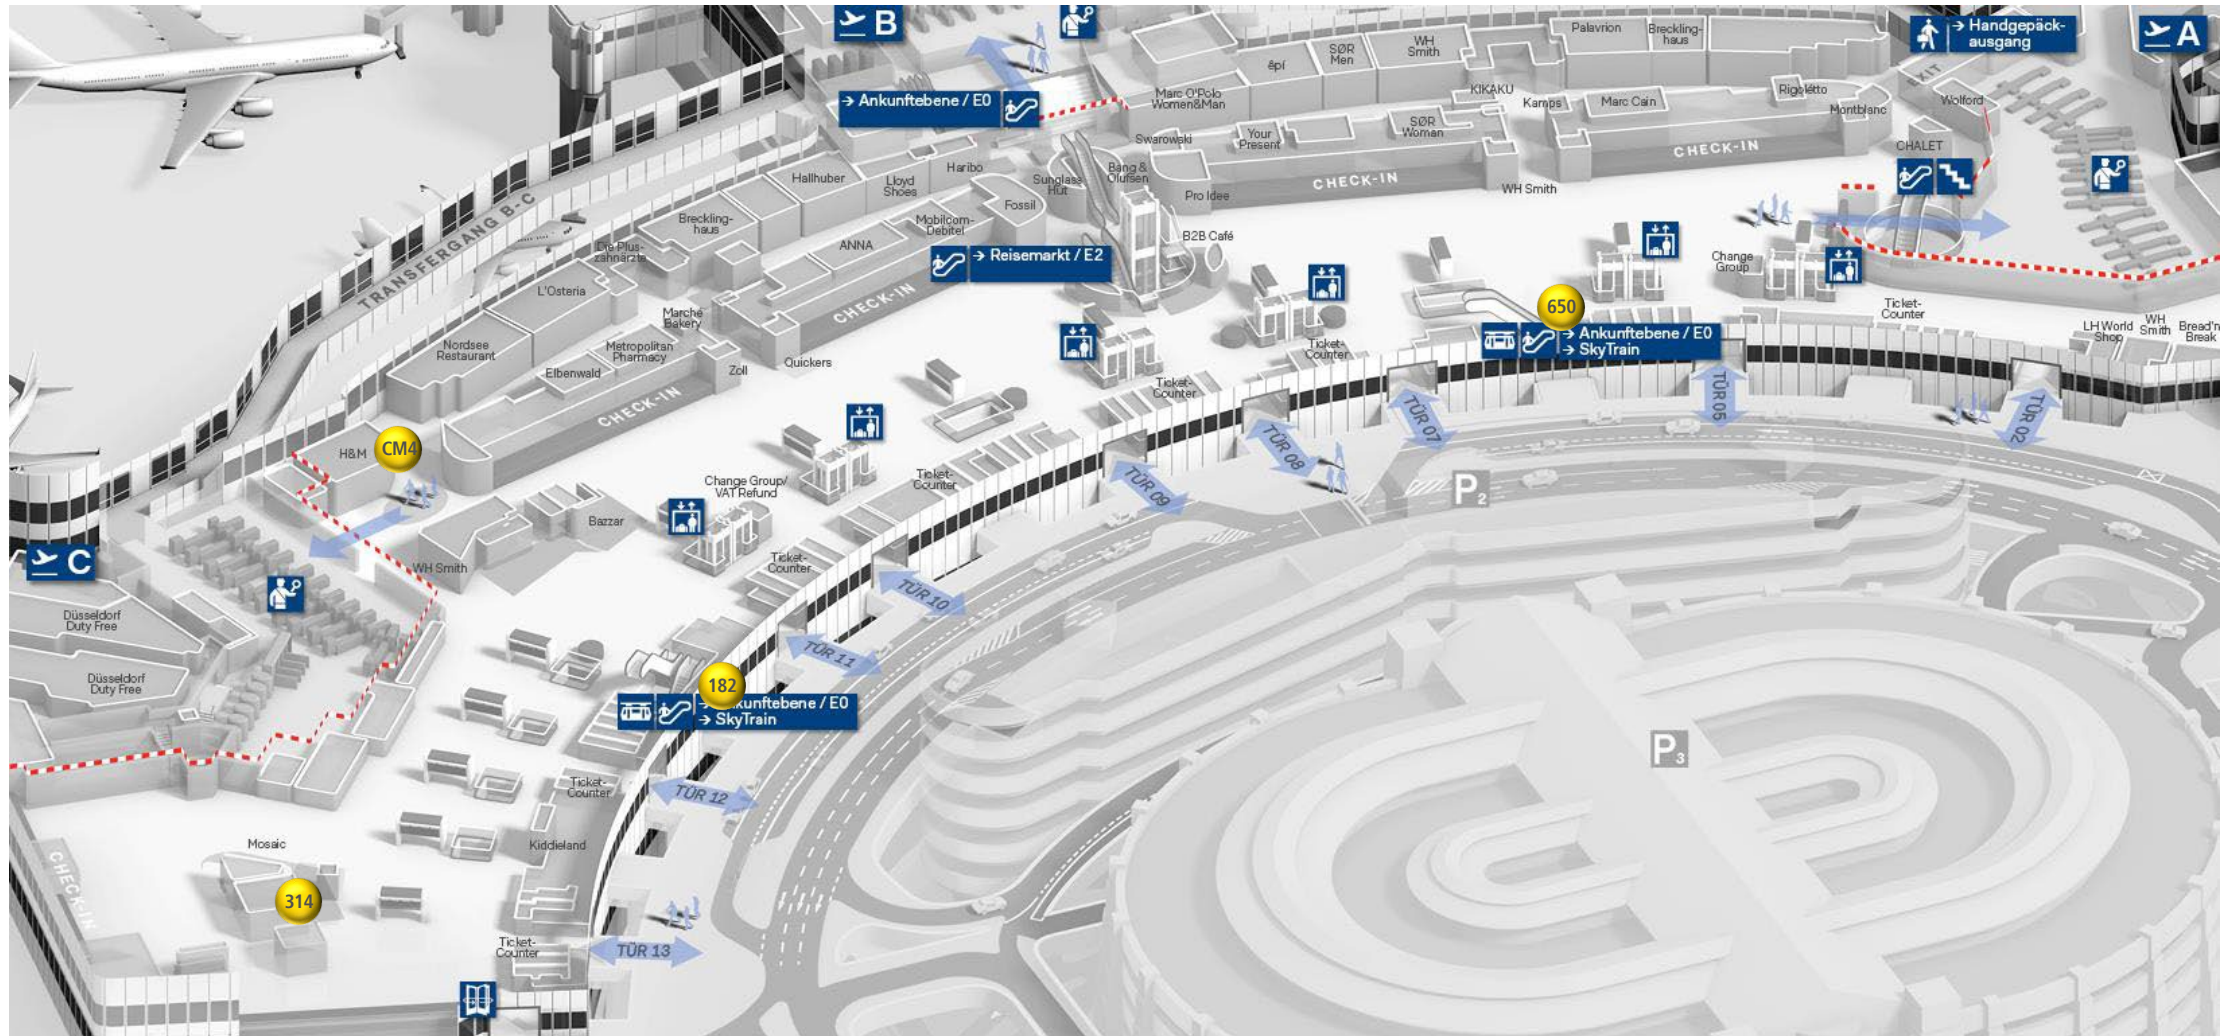 B
→ Handgepäck-
ausgang
A
Palavrion
Breckling-
haus
WH
Smith
SØR
Men
êpí
Marc O'Polo
Women&Man
→ Ankunftebene / E0
KIKAKU
Kamps
Marc Cain
Rigolétto
Montblanc
EXIT
Wolford
CHALET
Swarowski
Your
Present
SØR
Woman
CHECK-IN
CHECK-IN
WH Smith
Pro Idee
Bang &
Olufsen
Sunglass
Hut
Haribo
Lloyd
Shoes
Hallhuber
Fossil
Mobilcom-
Debitel
ANNA
Breckling-
haus
Die Plus-
zahnärzte
TRANSFERGANG B-C
B2B Café
→ Reisemarkt / E2
Change
Group
L'Osteria
CHECK-IN
Marché
Bakery
650
→ Ankunftebene / E0
→ SkyTrain
Ticket-
Counter
LH World
Shop
WH
Smith
Bread'n
Break
Nordsee
Restaurant
Metropolitan
Pharmacy
Elbenwald
Zoll
Quickers
Ticket-
Counter
Ticket-
Counter
CHECK-IN
TÜR 02
TÜR 05
TÜR 07
TÜR 08
TÜR 09
H&M
CM4
Change Group/
VAT Refund
Ticket-
Counter
P2
Bazzar
WH Smith
Ticket-
Counter
TÜR 10
C
Düsseldorf
Duty Free
Düsseldorf
Duty Free
TÜR 11
182
→ Ankunftebene / E0
→ SkyTrain
P3
Ticket-
Counter
TÜR 12
Mosaic
Kiddieland
CHECK-IN
314
Ticket-
Counter
TÜR 13